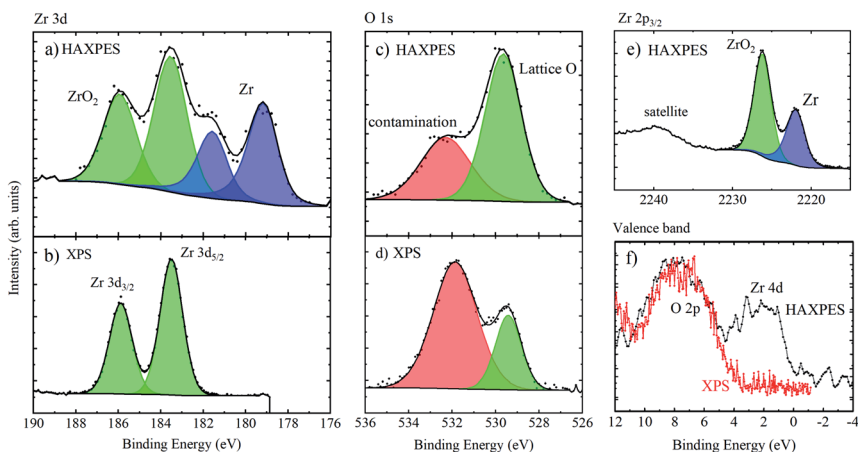 Zr 3d
a) HAXPES
ZrO2
Zr
b) XPS
Zr 3d3/2
Zr 3d5/2
190 188 186 184 182 180 178 176
Binding Energy (eV)
Intensity (arb. units)
O 1s
c) HAXPES
Lattice O
contamination
d) XPS
536 534 532 530 528 526
Binding Energy (eV)
Zr 2p3/2
e) HAXPES
ZrO2
Zr
satellite
2240 2230 2220
Valence band
f)
Zr 4d
HAXPES
O 2p
XPS
12 10 8 6 4 2 0 -2 -4
Binding Energy (eV)